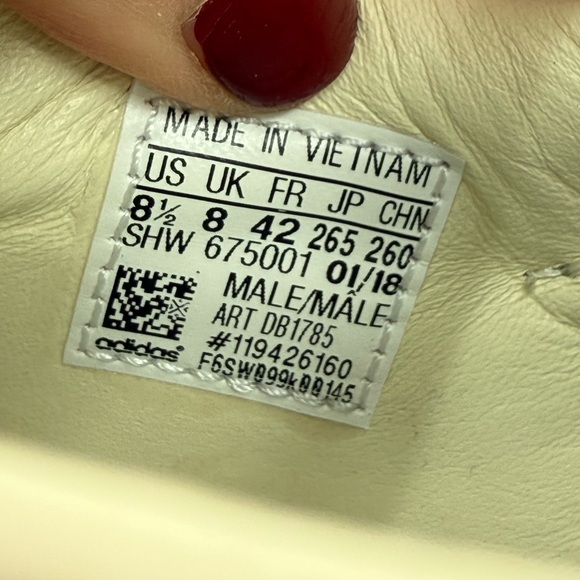 MADE IN VIETNAM
US UK FR JP CHN
8½ 8 42 265 260
SHW 675001 01/18
MALE/MÂLE
ART DB1785
#119426160
adidas®